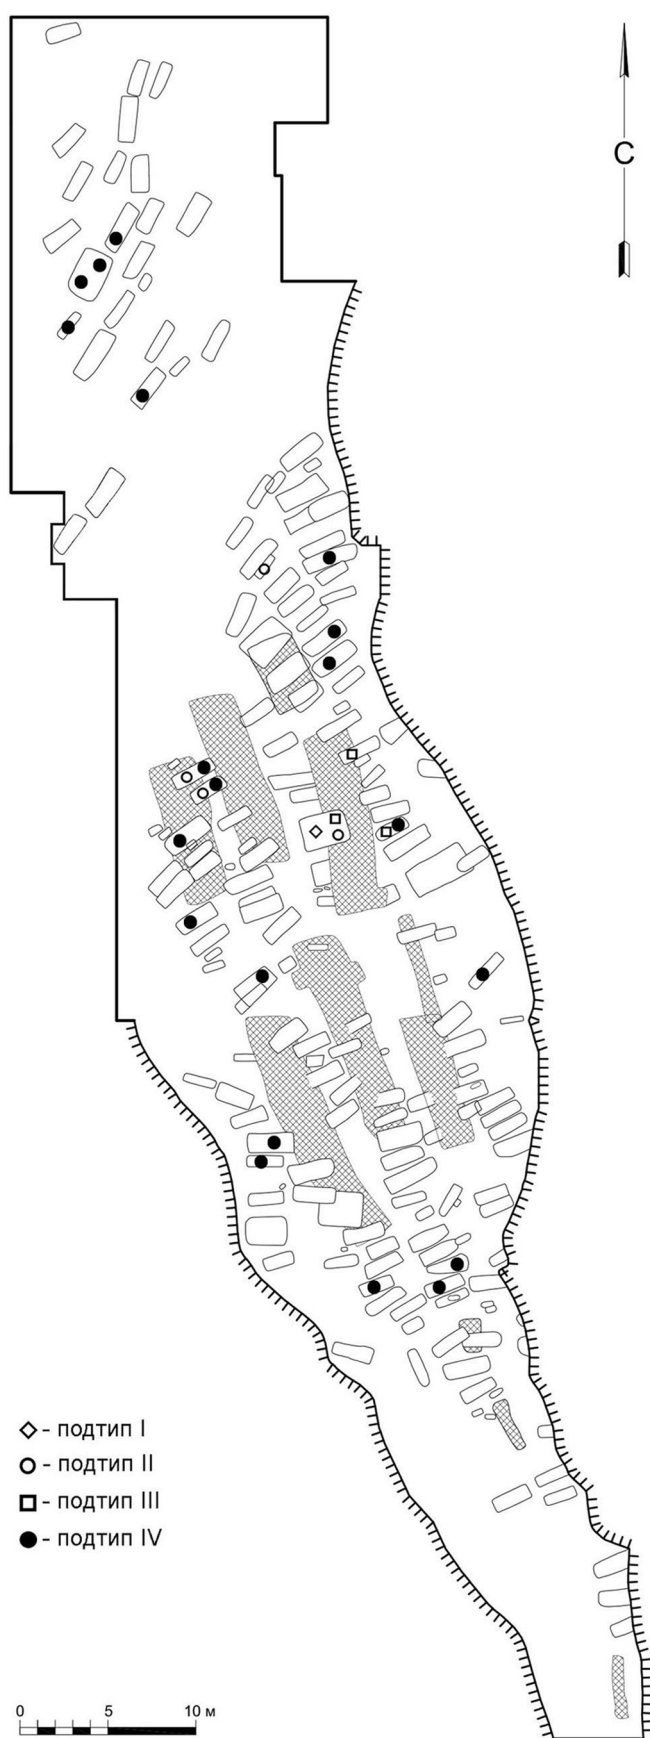 С
◇ - подтип I
○ - подтип II
□ - подтип III
● - подтип IV
0 5 10 м